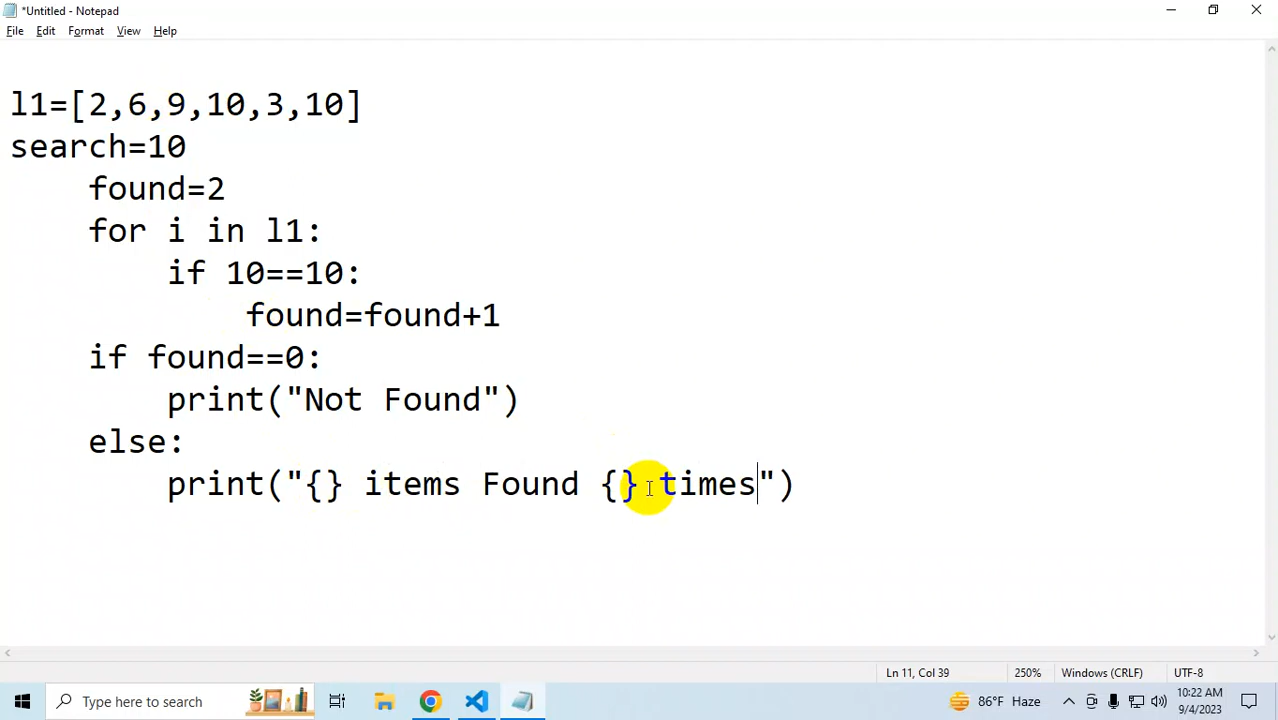 *Untitled - Notepad
File Edit Format View Help
l1=[2,6,9,10,3,10]
search=10
    found=2
    for i in l1:
        if 10==10:
            found=found+1
    if found==0:
        print("Not Found")
    else:
        print("{} items Found {} times")
Ln 11, Col 39 250% Windows (CRLF) UTF-8
Type here to search 86°F Haze 10:22 AM
9/4/2023